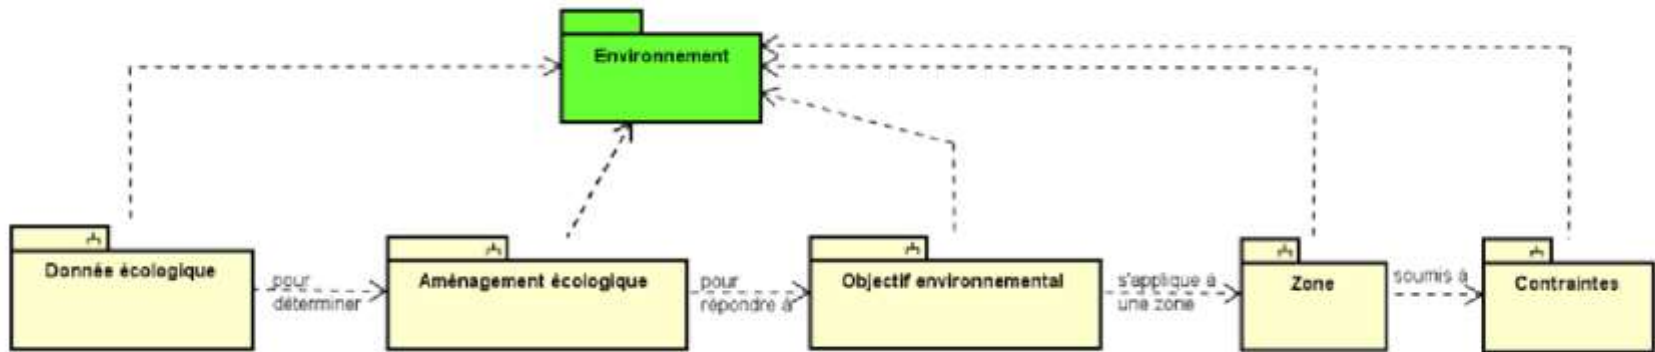 Environnement
Donnée écologique
pour
déterminer
Aménagement écologique
pour
répondre à
Objectif environnemental
s'applique à
une zone
Zone
soumis à
Contraintes